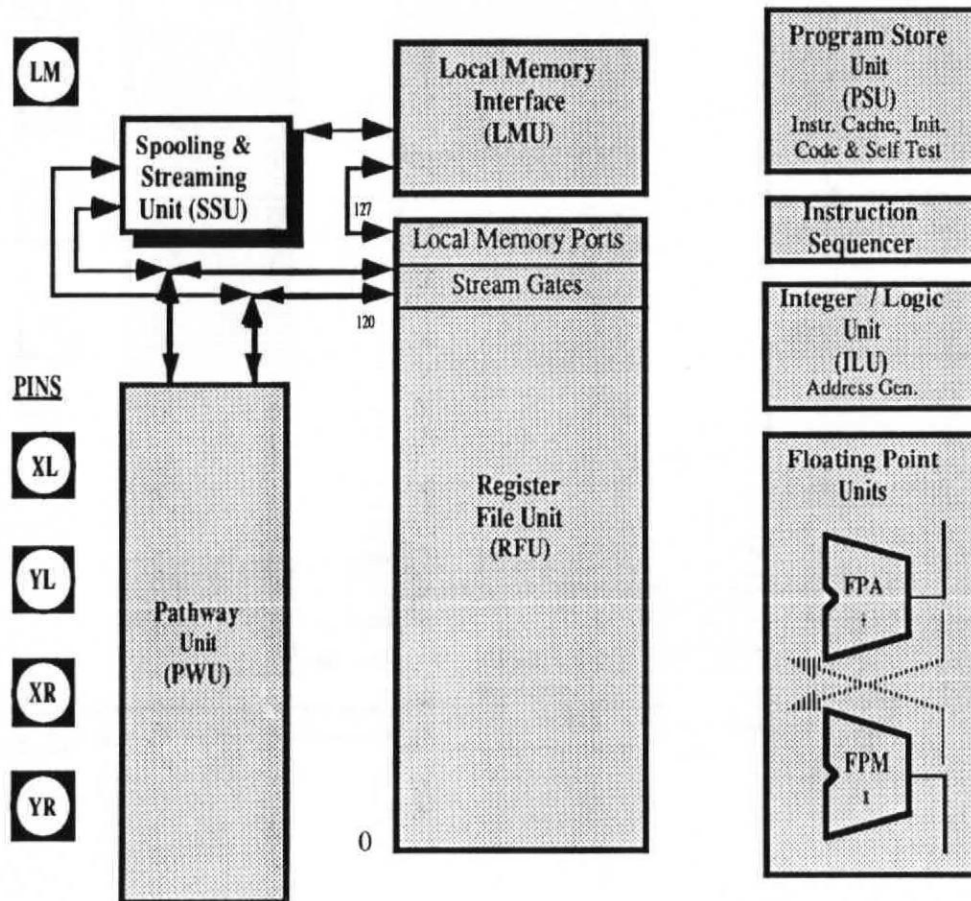 LM
Local Memory
Interface
(LMU)
Spooling &
Streaming
Unit (SSU)
127
Local Memory Ports
Stream Gates
120
PINS
XL
YL
XR
YR
Pathway
Unit
(PWU)
Register
File Unit
(RFU)
0
Program Store
Unit
(PSU)
Instr. Cache, Init.
Code & Self Test
Instruction
Sequencer
Integer / Logic
Unit
(ILU)
Address Gen.
Floating Point
Units
FPA
FPM